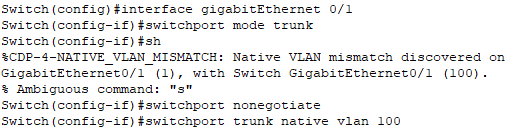 Switch(config)#interface gigabitEthernet 0/1
Switch(config-if)#switchport mode trunk
Switch(config-if)#sh
%CDP-4-NATIVE_VLAN_MISMATCH: Native VLAN mismatch discovered on
GigabitEthernet0/1 (1), with Switch GigabitEthernet0/1 (100).
% Ambiguous command: "s"
Switch(config-if)#switchport nonegotiate
Switch(config-if)#switchport trunk native vlan 100